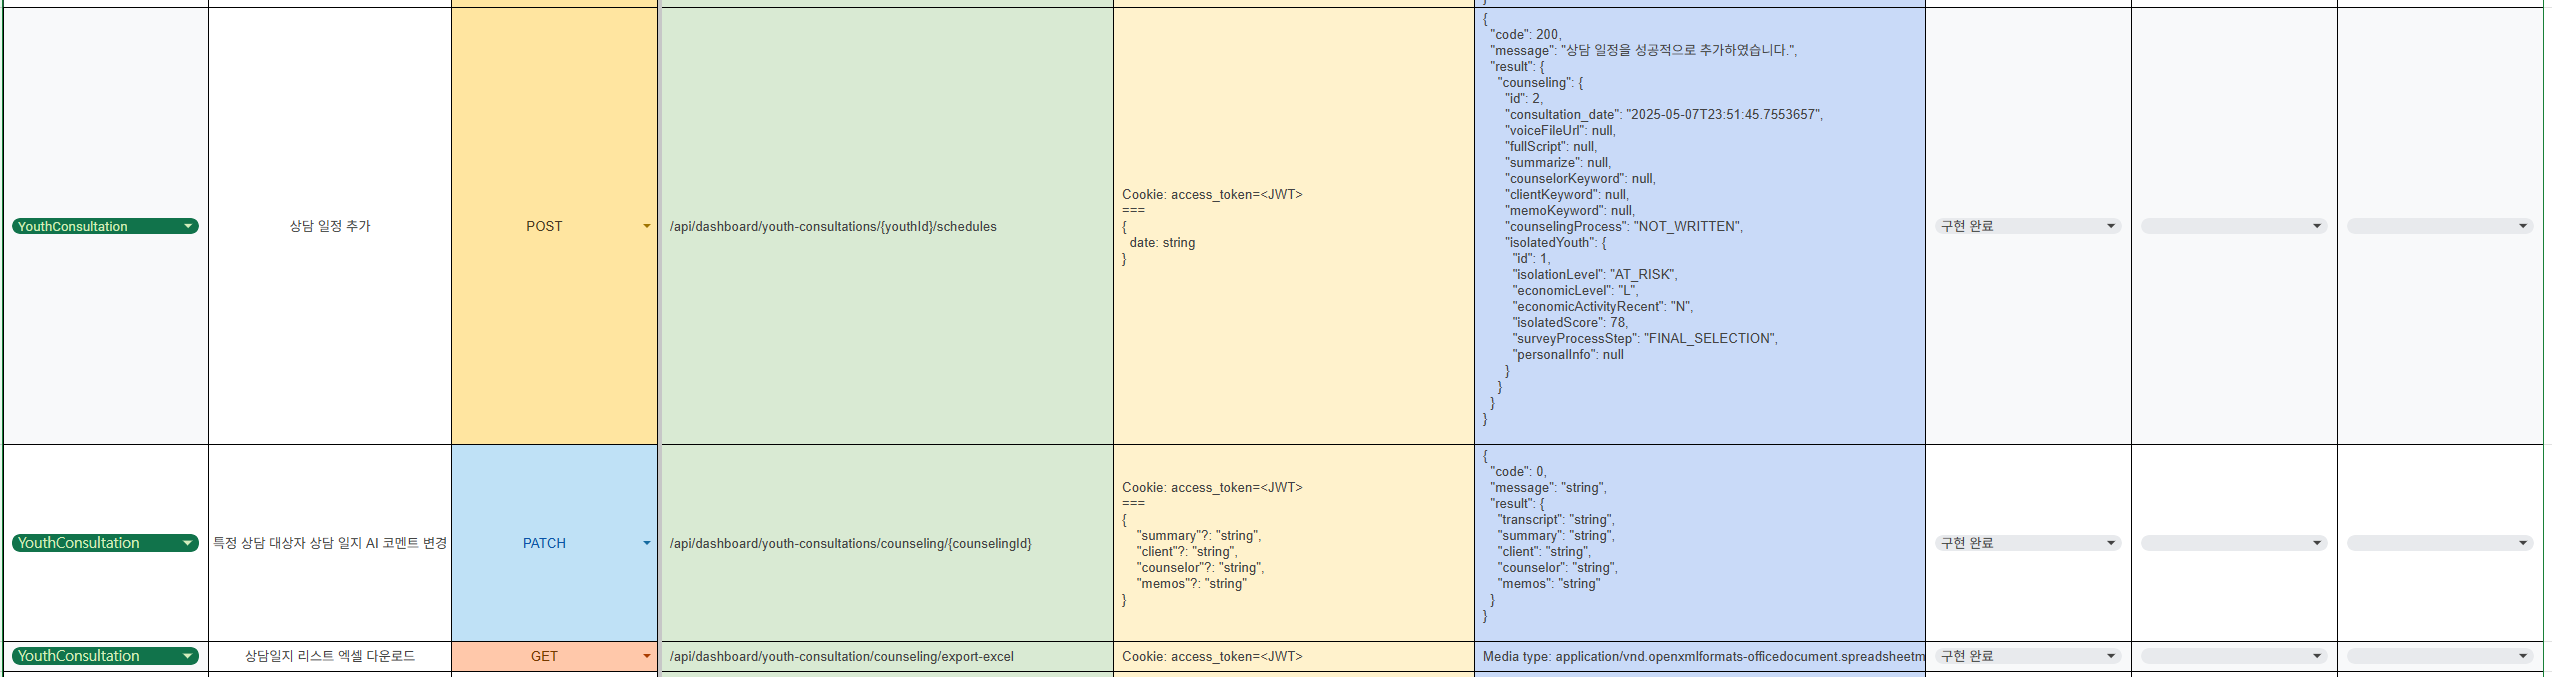 }
YouthConsultation
상담 일정 추가
POST
/api/dashboard/youth-consultations/{youthId}/schedules
Cookie: access_token=<JWT>
===
{
date: string
}
{
"code": 200,
"message": "상담 일정을 성공적으로 추가하였습니다.",
"result": {
"counseling": {
"id": 2,
"consultation_date": "2025-05-07T23:51:45.7553657",
"voiceFileUrl": null,
"fullScript": null,
"summarize": null,
"counselorKeyword": null,
"clientKeyword": null,
"memoKeyword": null,
"counselingProcess": "NOT_WRITTEN",
"isolatedYouth": {
"id": 1,
"isolationLevel": "AT_RISK",
"economicLevel": "L",
"economicActivityRecent": "N",
"isolatedScore": 78,
"surveyProcessStep": "FINAL_SELECTION",
"personalInfo": null
}
}
}
}
구현 완료
YouthConsultation
특정 상담 대상자 상담 일지 AI 코멘트 변경
PATCH
/api/dashboard/youth-consultations/counseling/{counselingId}
Cookie: access_token=<JWT>
===
{
"summary"?: "string",
"client"?: "string",
"counselor"?: "string",
"memos"?: "string"
}
{
"code": 0,
"message": "string",
"result": {
"transcript": "string",
"summary": "string",
"client": "string",
"counselor": "string",
"memos": "string"
}
}
구현 완료
YouthConsultation
상담일지 리스트 엑셀 다운로드
GET
/api/dashboard/youth-consultation/counseling/export-excel
Cookie: access_token=<JWT>
Media type: application/vnd.openxmlformats-officedocument.spreadsheetm
구현 완료